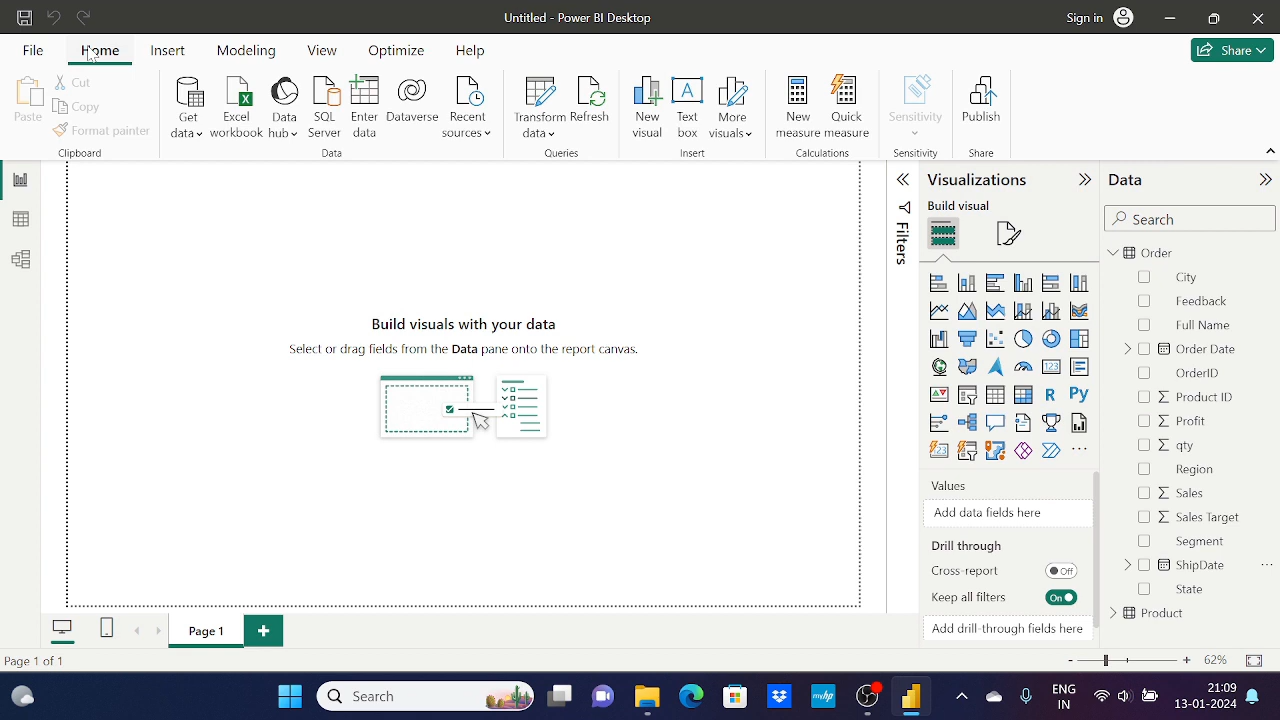 Untitled - Power BI Desktop
Sign in
File Home Insert Modeling View Optimize Help
Share
Paste
Cut
Copy
Format painter
Clipboard
Get data
Excel workbook
Data hub
SQL Server
Enter data
Dataverse
Recent sources
Data
Transform data
Refresh
Queries
New visual
Text box
More visuals
Insert
New measure
Quick measure
Calculations
Sensitivity
Sensitivity
Publish
Share
Build visuals with your data
Select or drag fields from the Data pane onto the report canvas.
Filters
Visualizations
Build visual
123
R
Py
123
Values
Add data fields here
Drill through
Cross-report
Off
Keep all filters
On
Add drill-through fields here
Data
Search
Order
City
Feedback
Full Name
Order Date
OrderID
Product ID
Σ Profit
Σ qty
Region
Σ Sales
Σ Sales Target
Segment
ShipDate
State
Product
Page 1
Page 1 of 1
- + 62%
Search
myhp
ENG
IN
21:09
13-01-2024